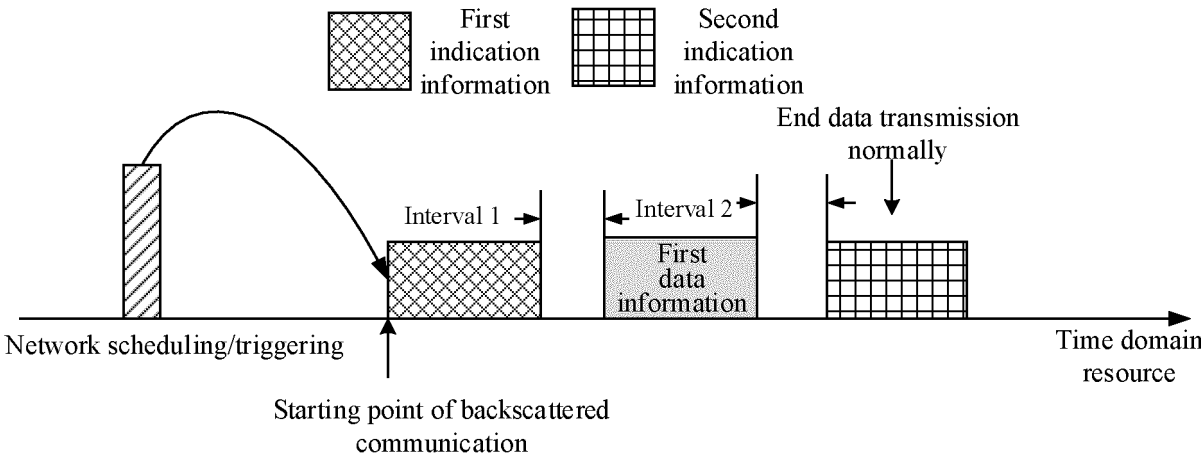 First
indication
information
Second
indication
information
End data transmission
normally
Interval 1
Interval 2
First
data
information
Network scheduling/triggering
Time domain
resource
Starting point of backscattered
communication